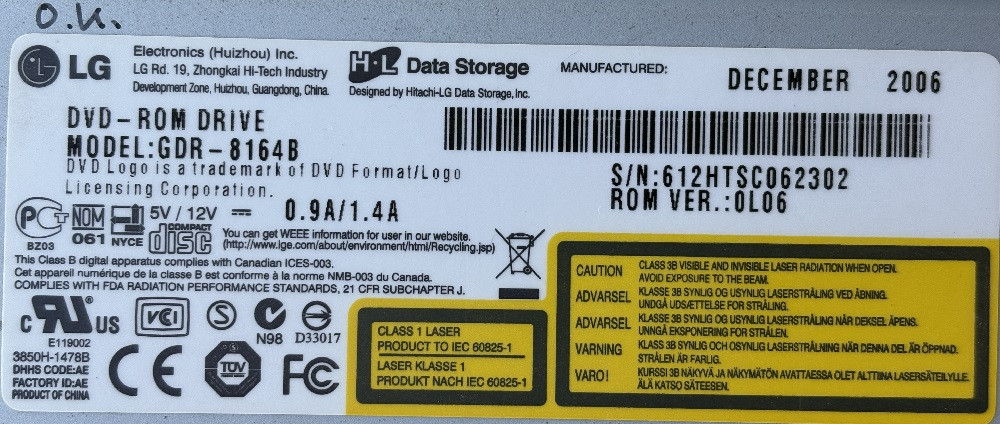 O.K.
LG
Electronics (Huizhou) Inc.
LG Rd. 19, Zhongkai Hi-Tech Industry
Development Zone, Huizhou, Guangdong, China.
H·L Data Storage
Designed by Hitachi-LG Data Storage, Inc.
MANUFACTURED:
DECEMBER 2006
DVD-ROM DRIVE
MODEL:GDR-8164B
DVD Logo is a trademark of DVD Format/Logo
Licensing Corporation.
S/N:612HTSC062302
ROM VER.:0L06
5V / 12V ⎓ 0.9A/1.4A
BZ03
NOM
061
NYCE
COMPACT
disc
You can get WEEE information for user in our website.
(http://www.lge.com/about/environment/html/Recycling.jsp)
This Class B digital apparatus complies with Canadian ICES-003.
Cet appareil numérique de la classe B est conforme à la norme NMB-003 du Canada.
COMPLIES WITH FDA RADIATION PERFORMANCE STANDARDS, 21 CFR SUBCHAPTER J.
c RU US
E119002
VCI
S
N98
D33017
3850H-1478B
DHHS CODE:AE
FACTORY ID:AE
PRODUCT OF CHINA
CE
TÜV
FC
CLASS 1 LASER
PRODUCT TO IEC 60825-1
LASER KLASSE 1
PRODUKT NACH IEC 60825-1
CAUTION CLASS 3B VISIBLE AND INVISIBLE LASER RADIATION WHEN OPEN.
AVOID EXPOSURE TO THE BEAM.
ADVARSEL KLASSE 3B SYNLIG OG USYNLIG LASERSTRÅLING VED ÅBNING.
UNDGÅ UDSÆTTELSE FOR STRÅLING.
ADVARSEL KLASSE 3B SYNLIG OG USYNLIG LASERSTRÅLING NÅR DEKSEL ÅPENS.
UNNGÅ EKSPONERING FOR STRÅLEN.
VARNING KLASS 3B SYNLIG OCH OSYNLIG LASERSTRÅLNING NÄR DENNA DEL ÄR ÖPPNAD.
STRÅLEN ÄR FARLIG.
VARO! KURSSI 3B NÄKYVÄ JA NÄKYMÄTÖN AVATTAESSA OLET ALTTIINA LASERSÄTEILYLLE.
ÄLÄ KATSO SÄTEESEEN.